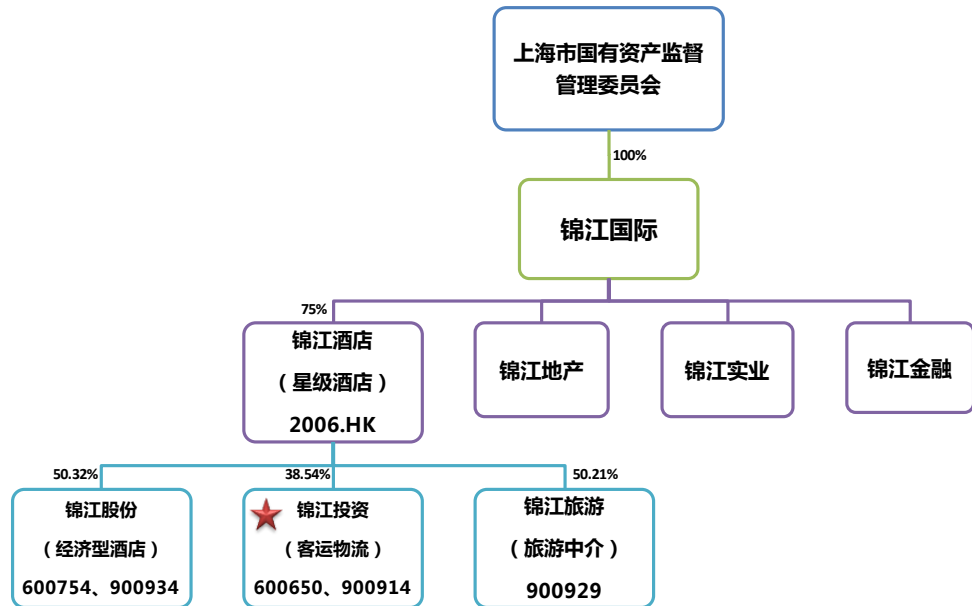 上海市国有资产监督
管理委员会
100%
锦江国际
75%
锦江酒店
（星级酒店）
2006.HK
锦江地产
锦江实业
锦江金融
50.32%
38.54%
50.21%
锦江股份
（经济型酒店）
600754、900934
锦江投资
（客运物流）
600650、900914
锦江旅游
（旅游中介）
900929